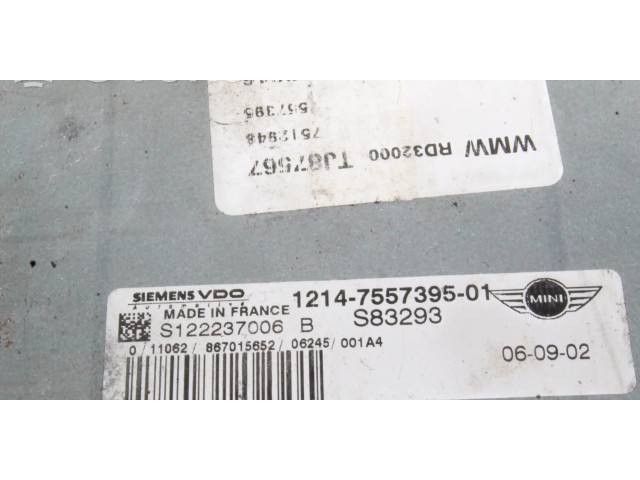 WMW RD32000 TJ87567
7512948
557395
SIEMENS VDO
Automotive
MADE IN FRANCE
1214-7557395-01
MINI
S122237006 B
S83293
0/11062/ 867015652/ 06245/ 001A4
06-09-02